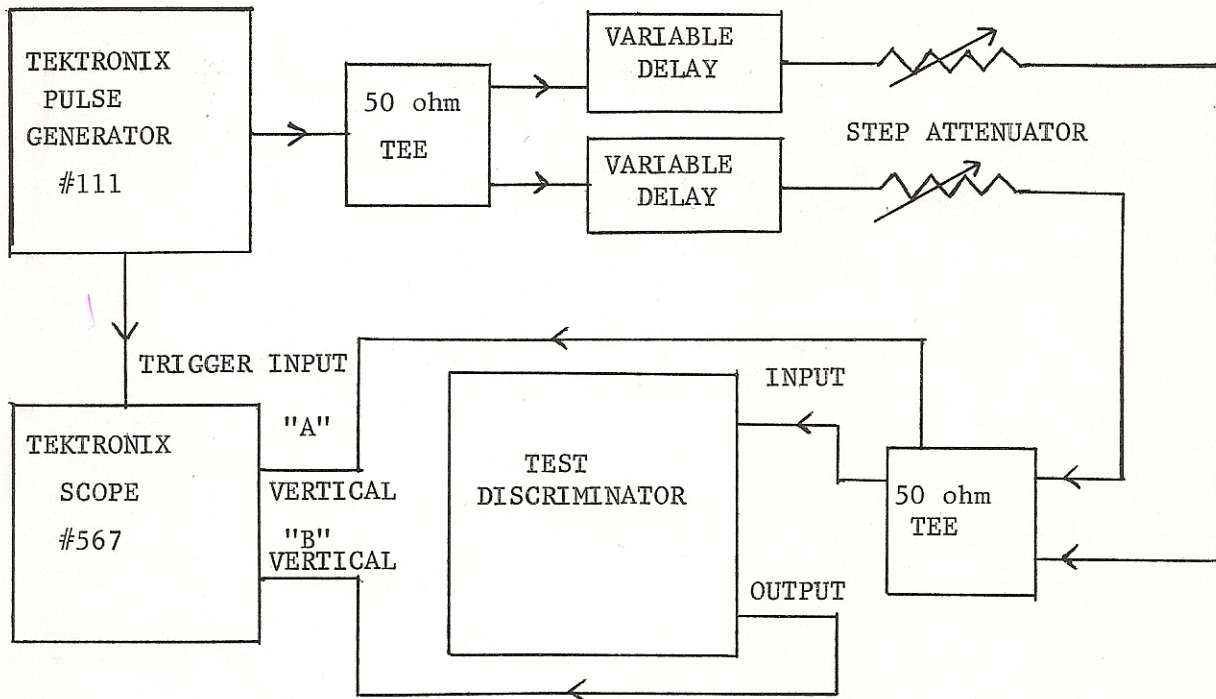 TEKTRONIX
PULSE
GENERATOR
#111
50 ohm
TEE
VARIABLE
DELAY
VARIABLE
DELAY
STEP ATTENUATOR
TRIGGER INPUT
TEKTRONIX
SCOPE
#567
"A"
VERTICAL
"B"
VERTICAL
TEST
DISCRIMINATOR
INPUT
OUTPUT
50 ohm
TEE